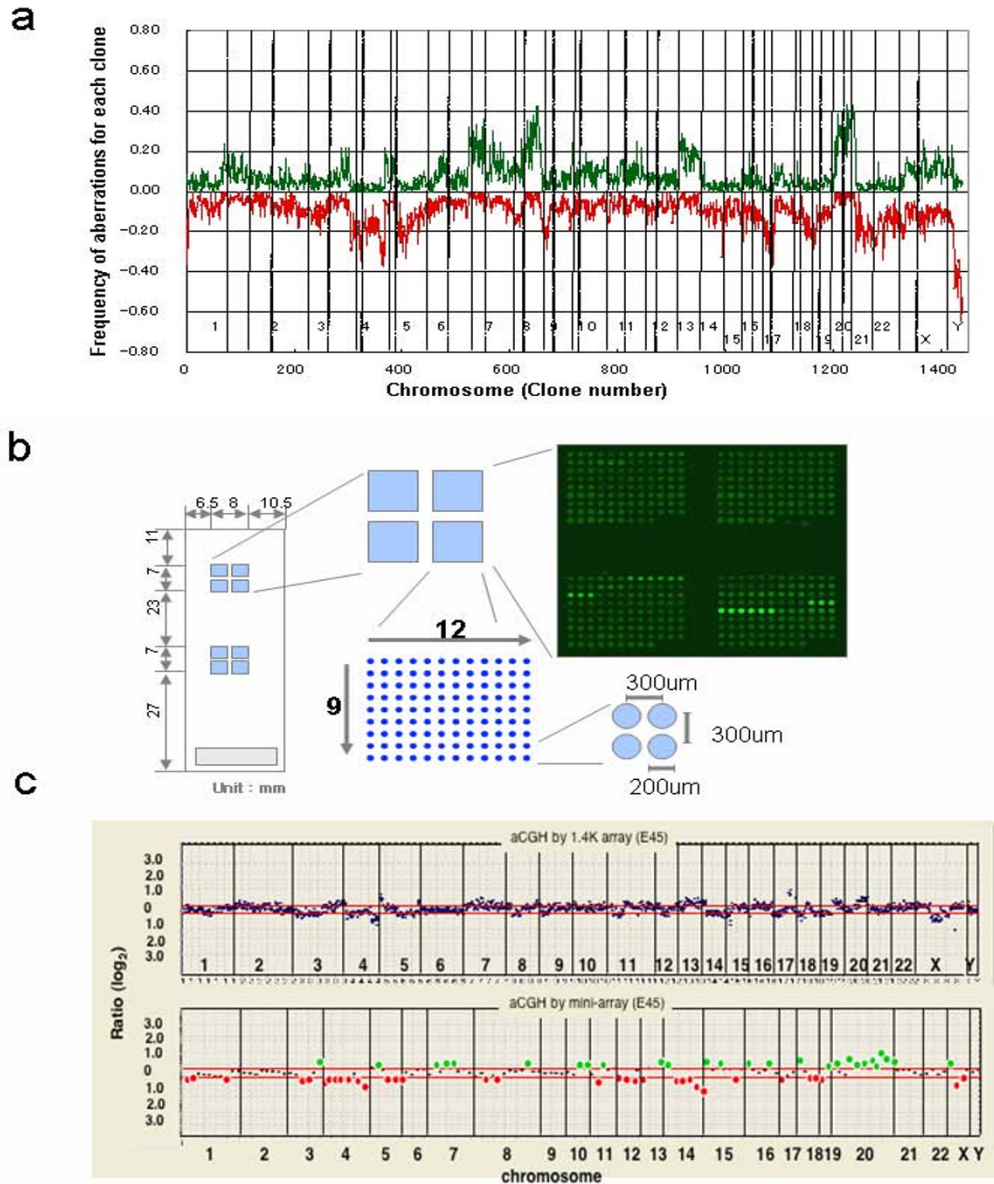 a
Frequency of aberrations for each clone
0.80
0.60
0.40
0.20
0.00
-0.20
-0.40
-0.60
-0.80
1 2 3 4 5 6 7 8 9 10 11 12 13 14 15 15 17 18 19 20 21 22 X Y
0 200 400 600 800 1000 1200 1400
Chromosome (Clone number)
b
6.5 8 10.5
11
7
23
7
27
Unit : mm
12
9
300um
300um
200um
c
aCGH by 1.4K array (E45)
3.0
2.0
1.0
0
1.0
2.0
3.0
1 2 3 4 5 6 7 8 9 10 11 12 13 14 15 16 17 18 19 20 21 22 X Y
Ratio (log2)
aCGH by mini-array (E45)
3.0
2.0
1.0
0
1.0
2.0
3.0
1 2 3 4 5 6 7 8 9 10 11 12 13 14 16 17 18 19 20 21 22 X Y
chromosome